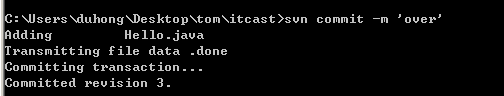 C:\Users\duhong\Desktop\tom\itcast>svn commit -m 'over'
Adding         Hello.java
Transmitting file data .done
Committing transaction...
Committed revision 3.